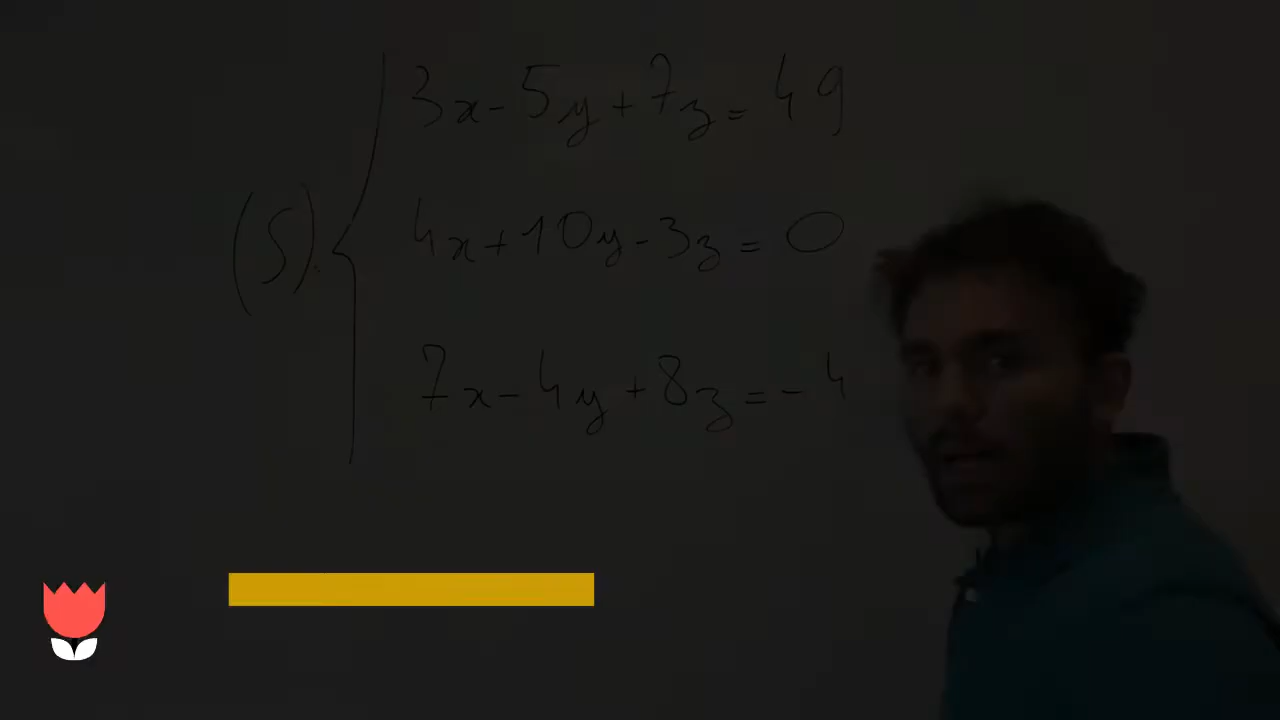 3x - 5y + 7z = 49
(S) 4x + 10y - 3z = 0
7x - 4y + 8z = -4